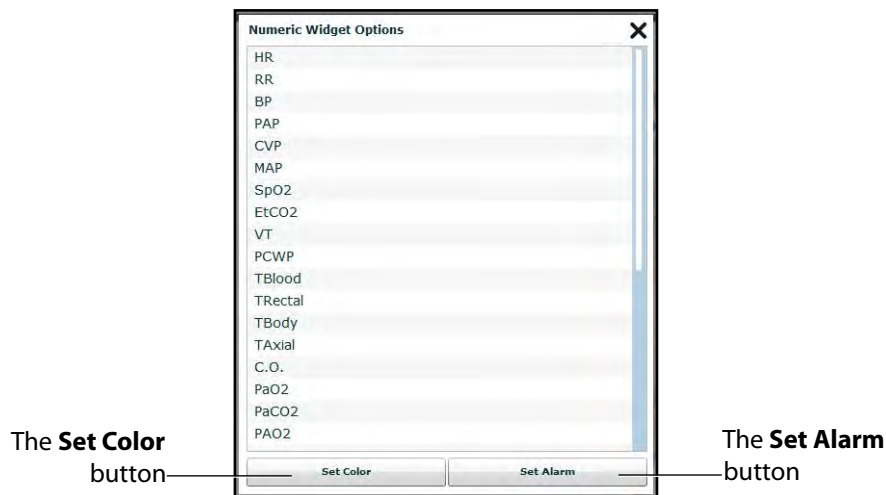 Numeric Widget Options
HR
RR
BP
PAP
CVP
MAP
SpO2
EtCO2
VT
PCWP
TBlood
TRectal
TBody
TAxial
C.O.
PaO2
PaCO2
PAO2
Set Color
Set Alarm
The Set Color
button
The Set Alarm
button